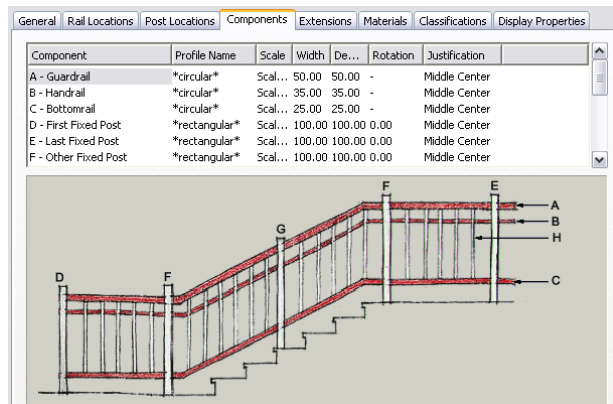 General Rail Locations Post Locations Components Extensions Materials Classifications Display Properties
Component Profile Name Scale Width De... Rotation Justification
A - Guardrail *circular* Scal... 50.00 50.00 - Middle Center
B - Handrail *circular* Scal... 35.00 35.00 - Middle Center
C - Bottomrail *circular* Scal... 25.00 25.00 - Middle Center
D - First Fixed Post *rectangular* Scal... 100.00 100.00 0.00 Middle Center
E - Last Fixed Post *rectangular* Scal... 100.00 100.00 0.00 Middle Center
F - Other Fixed Post *rectangular* Scal... 100.00 100.00 0.00 Middle Center
F E
A
B
G H
D F C